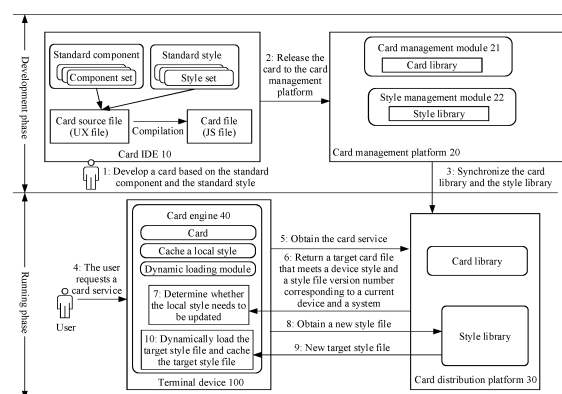 Development phase
Standard component
Component set
Standard style
Style set
Card source file
(UX file)
Compilation
Card file
(JS file)
Card IDE 10
1: Develop a card based on the standard
component and the standard style
2: Release the
card to the card
management
platform
Card management module 21
Card library
Style management module 22
Style library
Card management platform 20
3: Synchronize the card
library and the style library
Running phase
4: The user
requests a
card service
User
Card engine 40
Card
Cache a local style
Dynamic loading module
7: Determine whether
the local style needs to
be updated
10: Dynamically load the
target style file and cache
the target style file
Terminal device 100
5: Obtain the card service
6: Return a target card file
that meets a device style and
a style file version number
corresponding to a current
device and a system
8: Obtain a new style file
9: New target style file
Card library
Style library
Card distribution platform 30